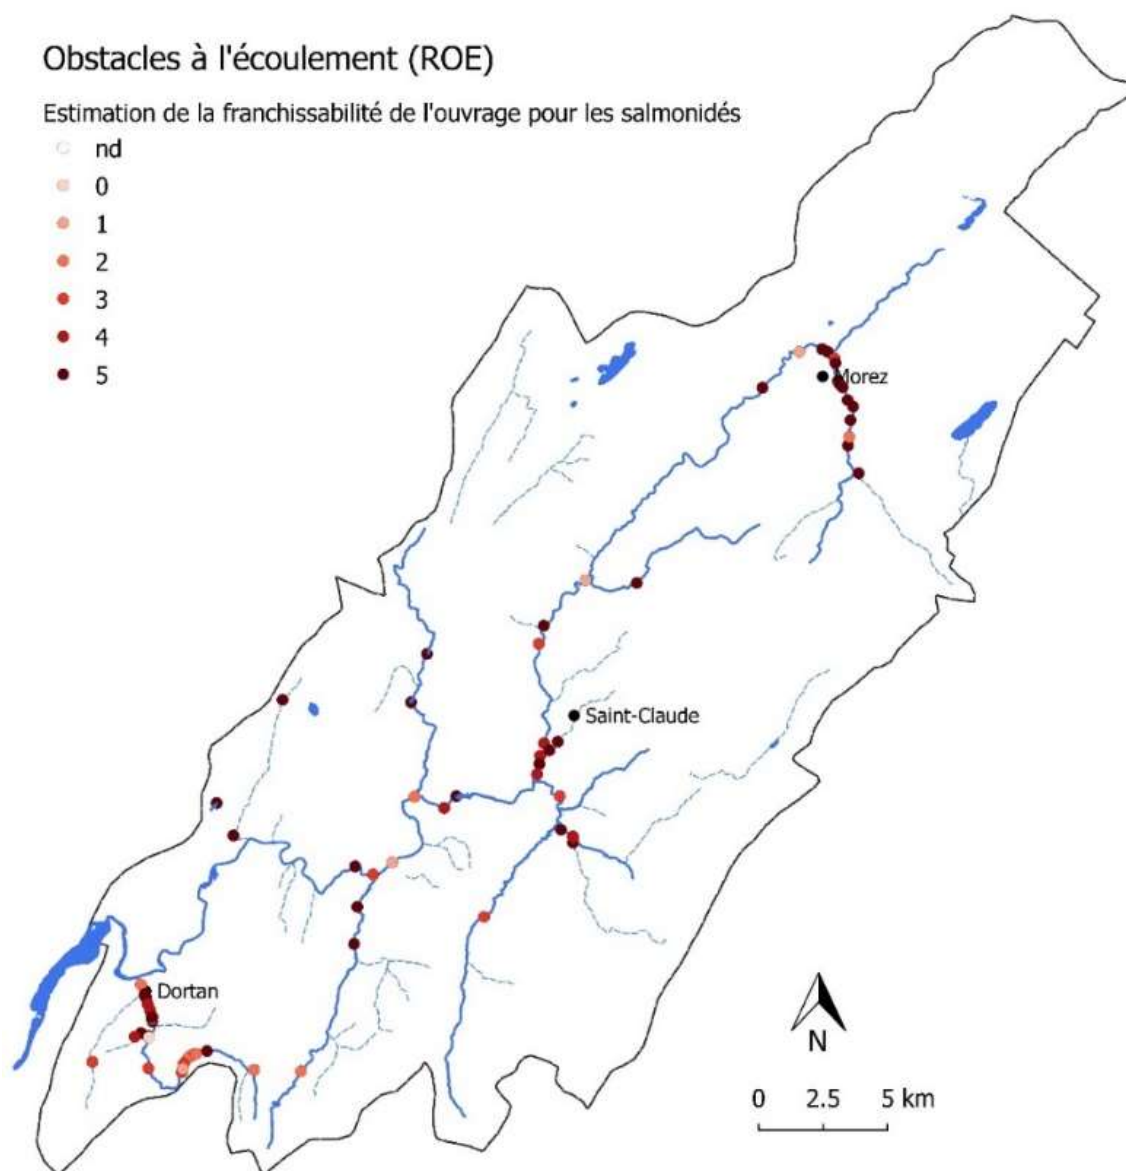 Obstacles à l'écoulement (ROE)
Estimation de la franchissabilité de l'ouvrage pour les salmonidés
nd
0
1
2
3
4
5
Morez
Saint-Claude
Dortan
N
0 2.5 5 km